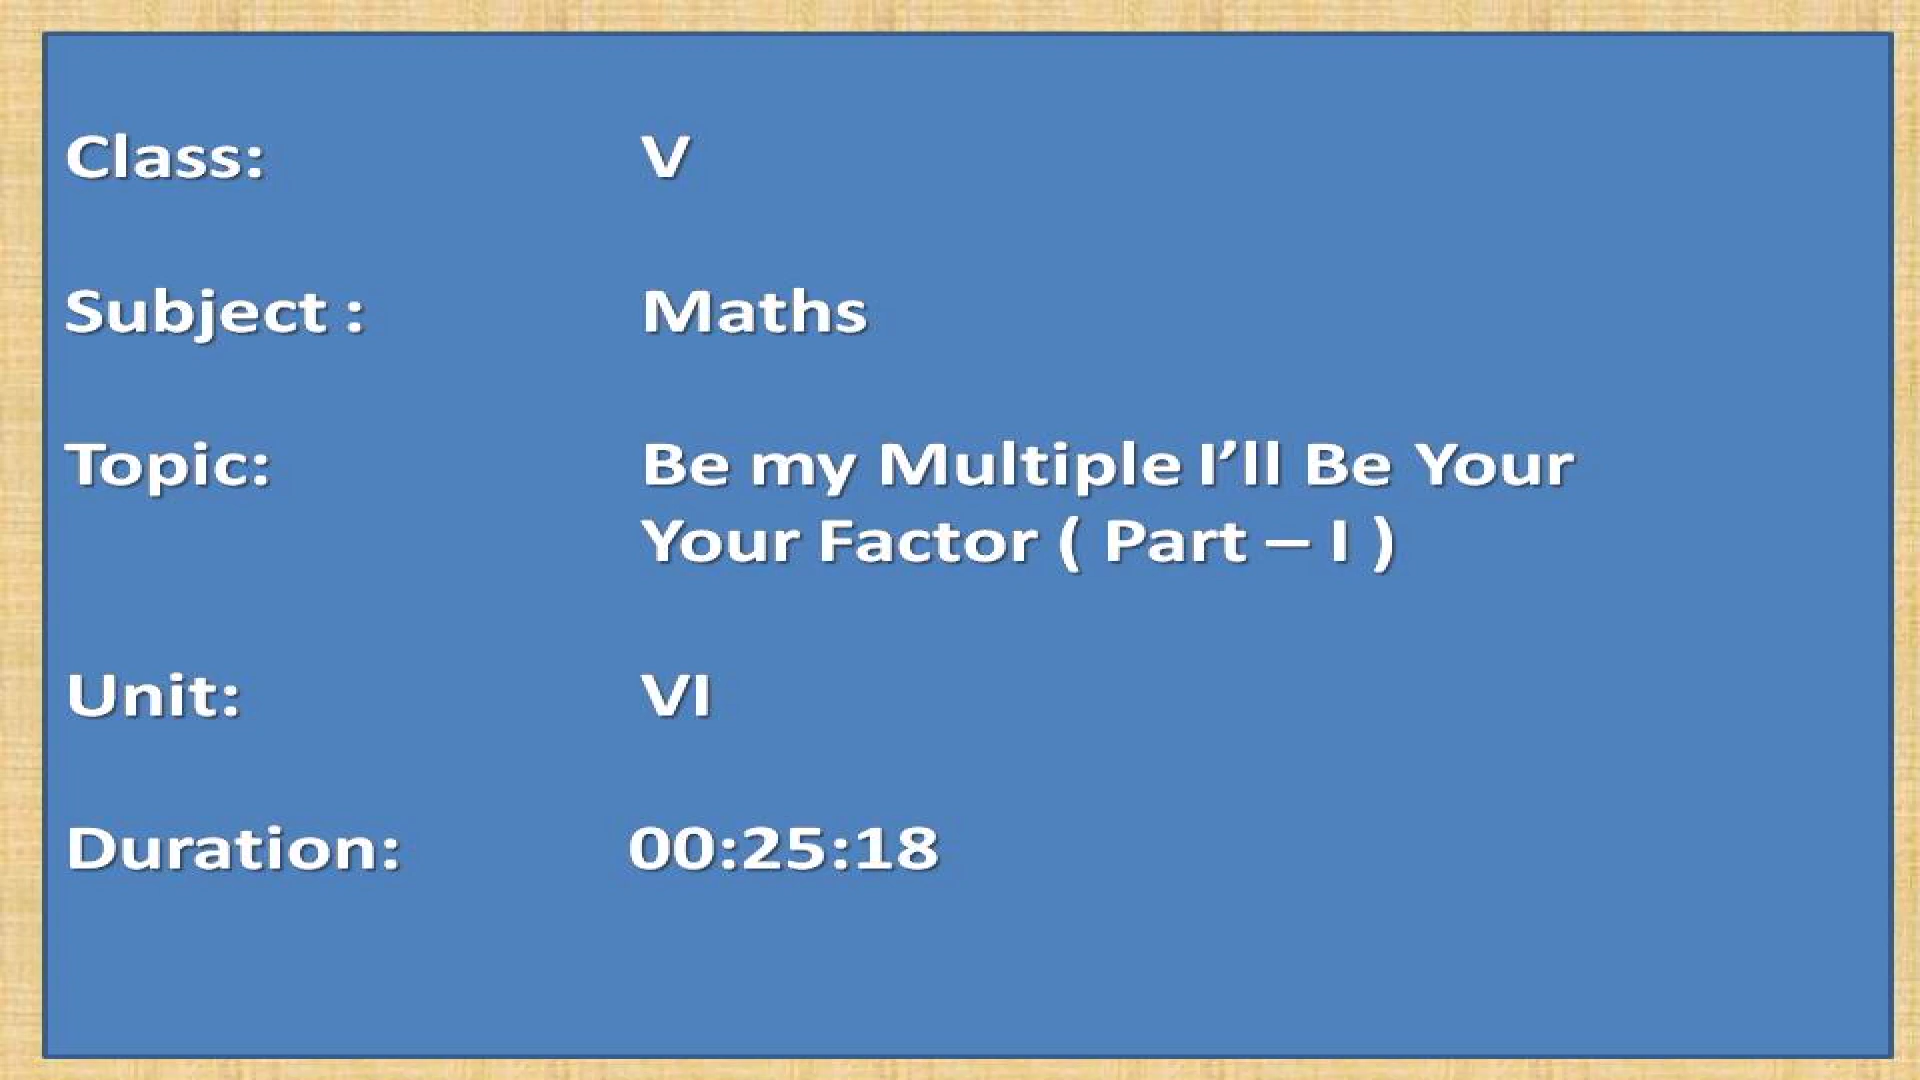 Class: V
Subject : Maths
Topic: Be my Multiple I’ll Be Your
Your Factor ( Part – I )
Unit: VI
Duration: 00:25:18